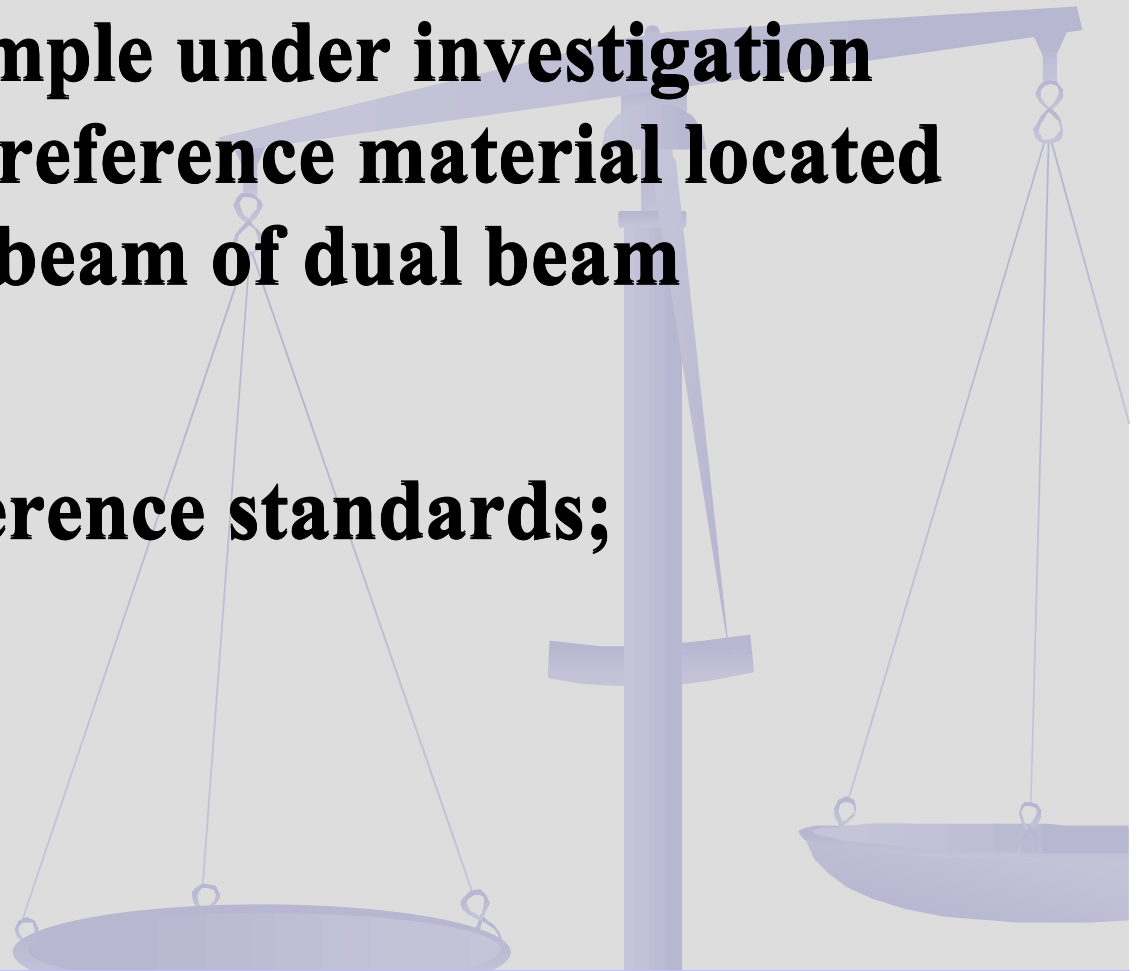 mple under investigation
reference material located
beam of dual beam
erence standards;